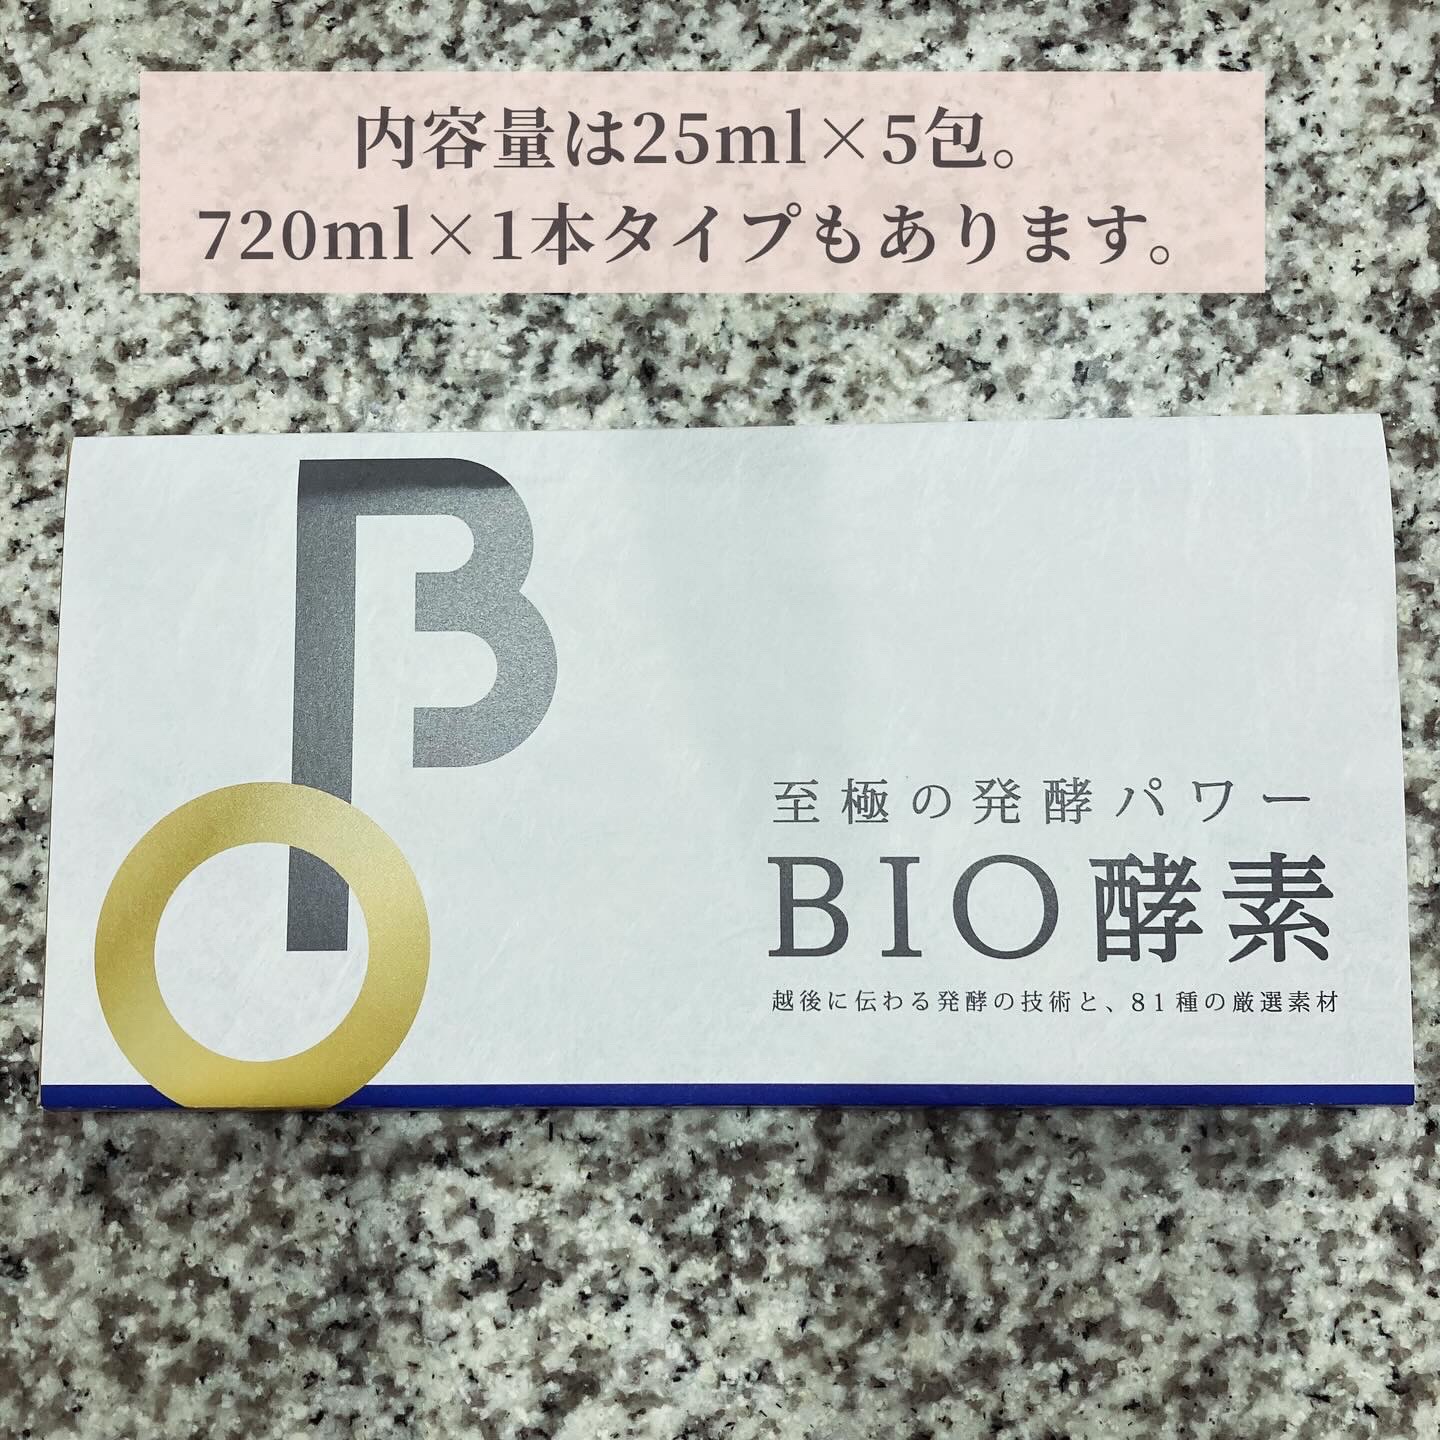 内容量は25ml×5包。
720ml×1本タイプもあります。
至極の発酵パワー
BIO酵素
越後に伝わる発酵の技術と、81種の厳選素材